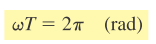 ωT = 2π (rad)